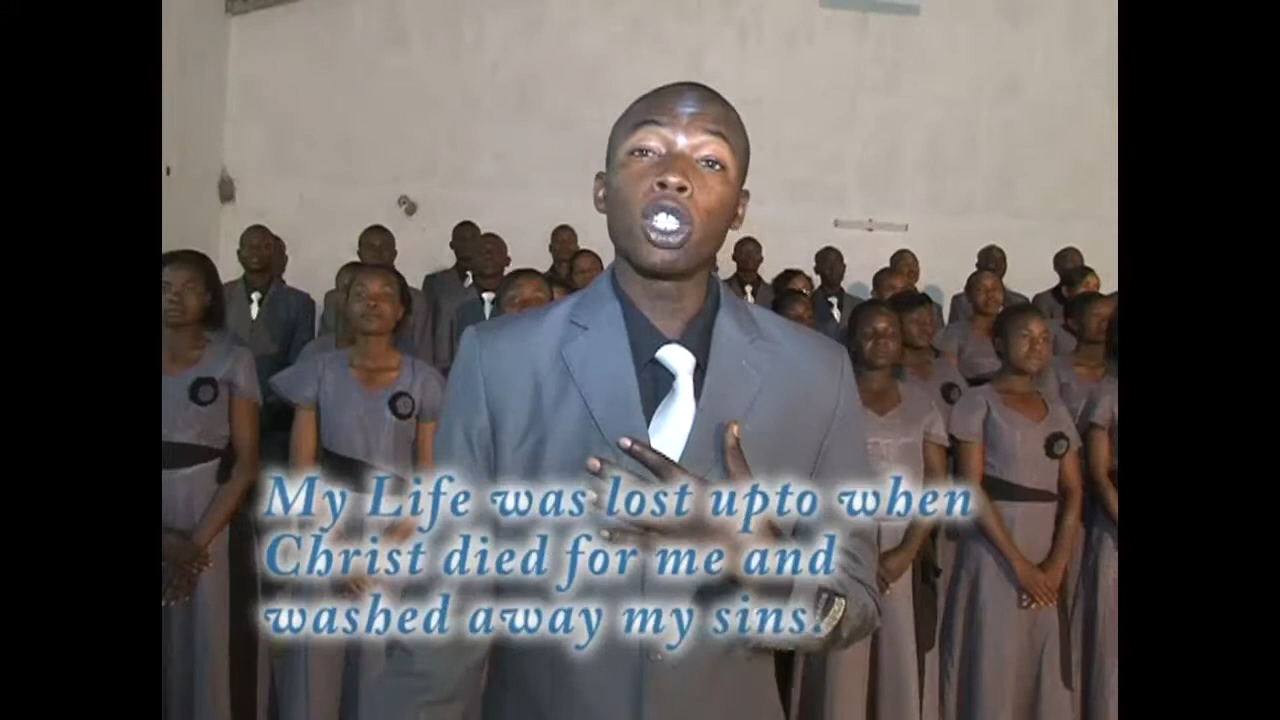 My Life was lost upto when
Christ died for me and
washed away my sins.